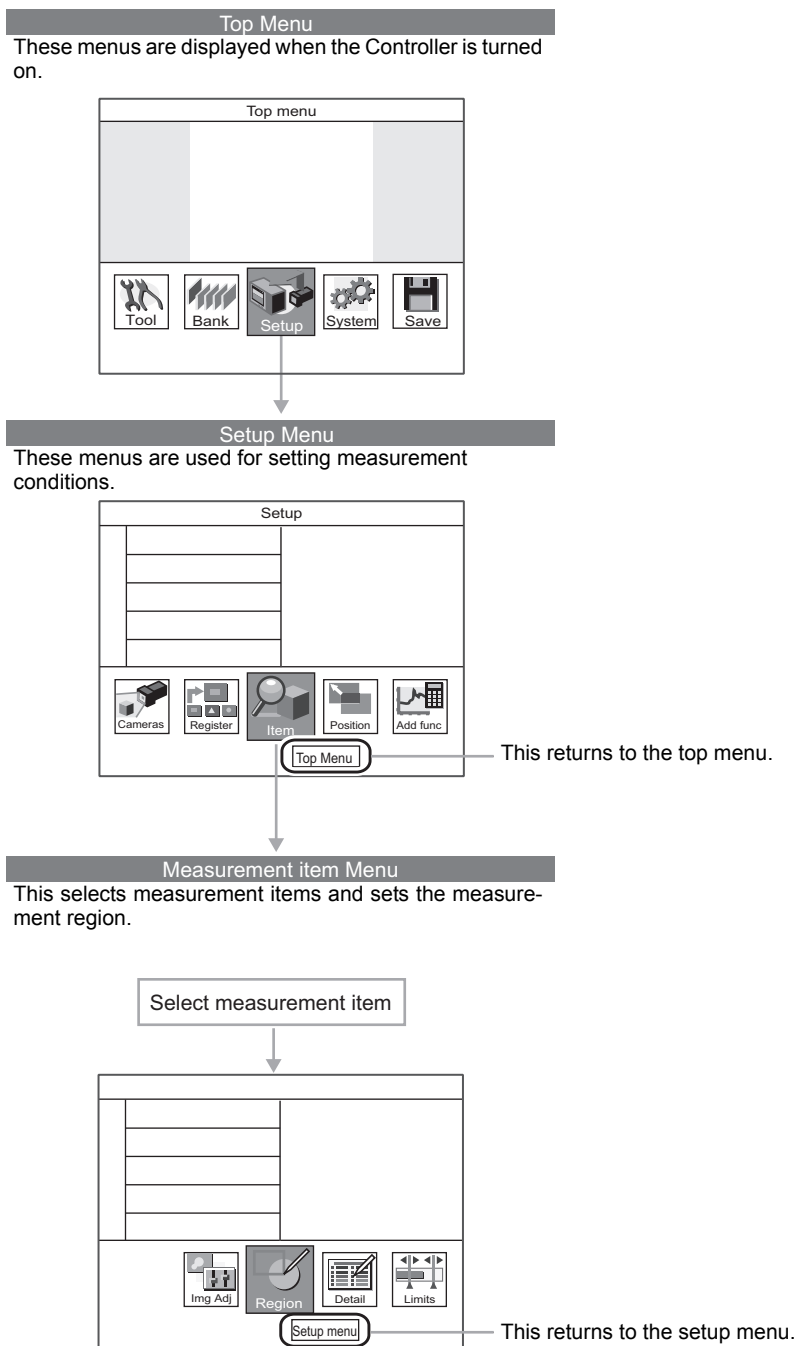 Top Menu
These menus are displayed when the Controller is turned
on.
Top menu
Tool
Bank
Setup
System
Save
Setup Menu
These menus are used for setting measurement
conditions.
Setup
Cameras
Register
Item
Position
Add func
Top Menu
This returns to the top menu.
Measurement item Menu
This selects measurement items and sets the measure-
ment region.
Select measurement item
Img Adj
Region
Detail
Limits
Setup menu
This returns to the setup menu.